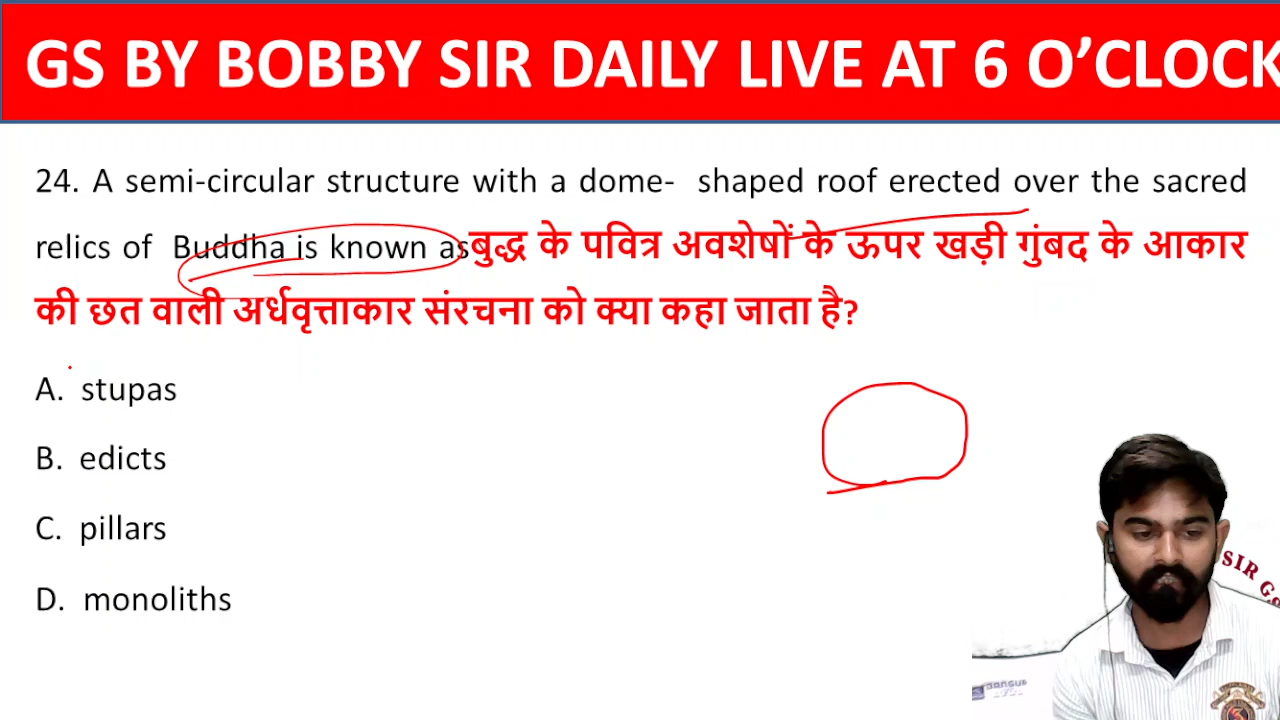 GS BY BOBBY SIR DAILY LIVE AT 6 O'CLOCK
24. A semi-circular structure with a dome- shaped roof erected over the sacred
relics of Buddha is known asबुद्ध के पवित्र अवशेषों के ऊपर खड़ी गुंबद के आकार
की छत वाली अर्धवृत्ताकार संरचना को क्या कहा जाता है?
A. stupas
B. edicts
C. pillars
D. monoliths
SIR